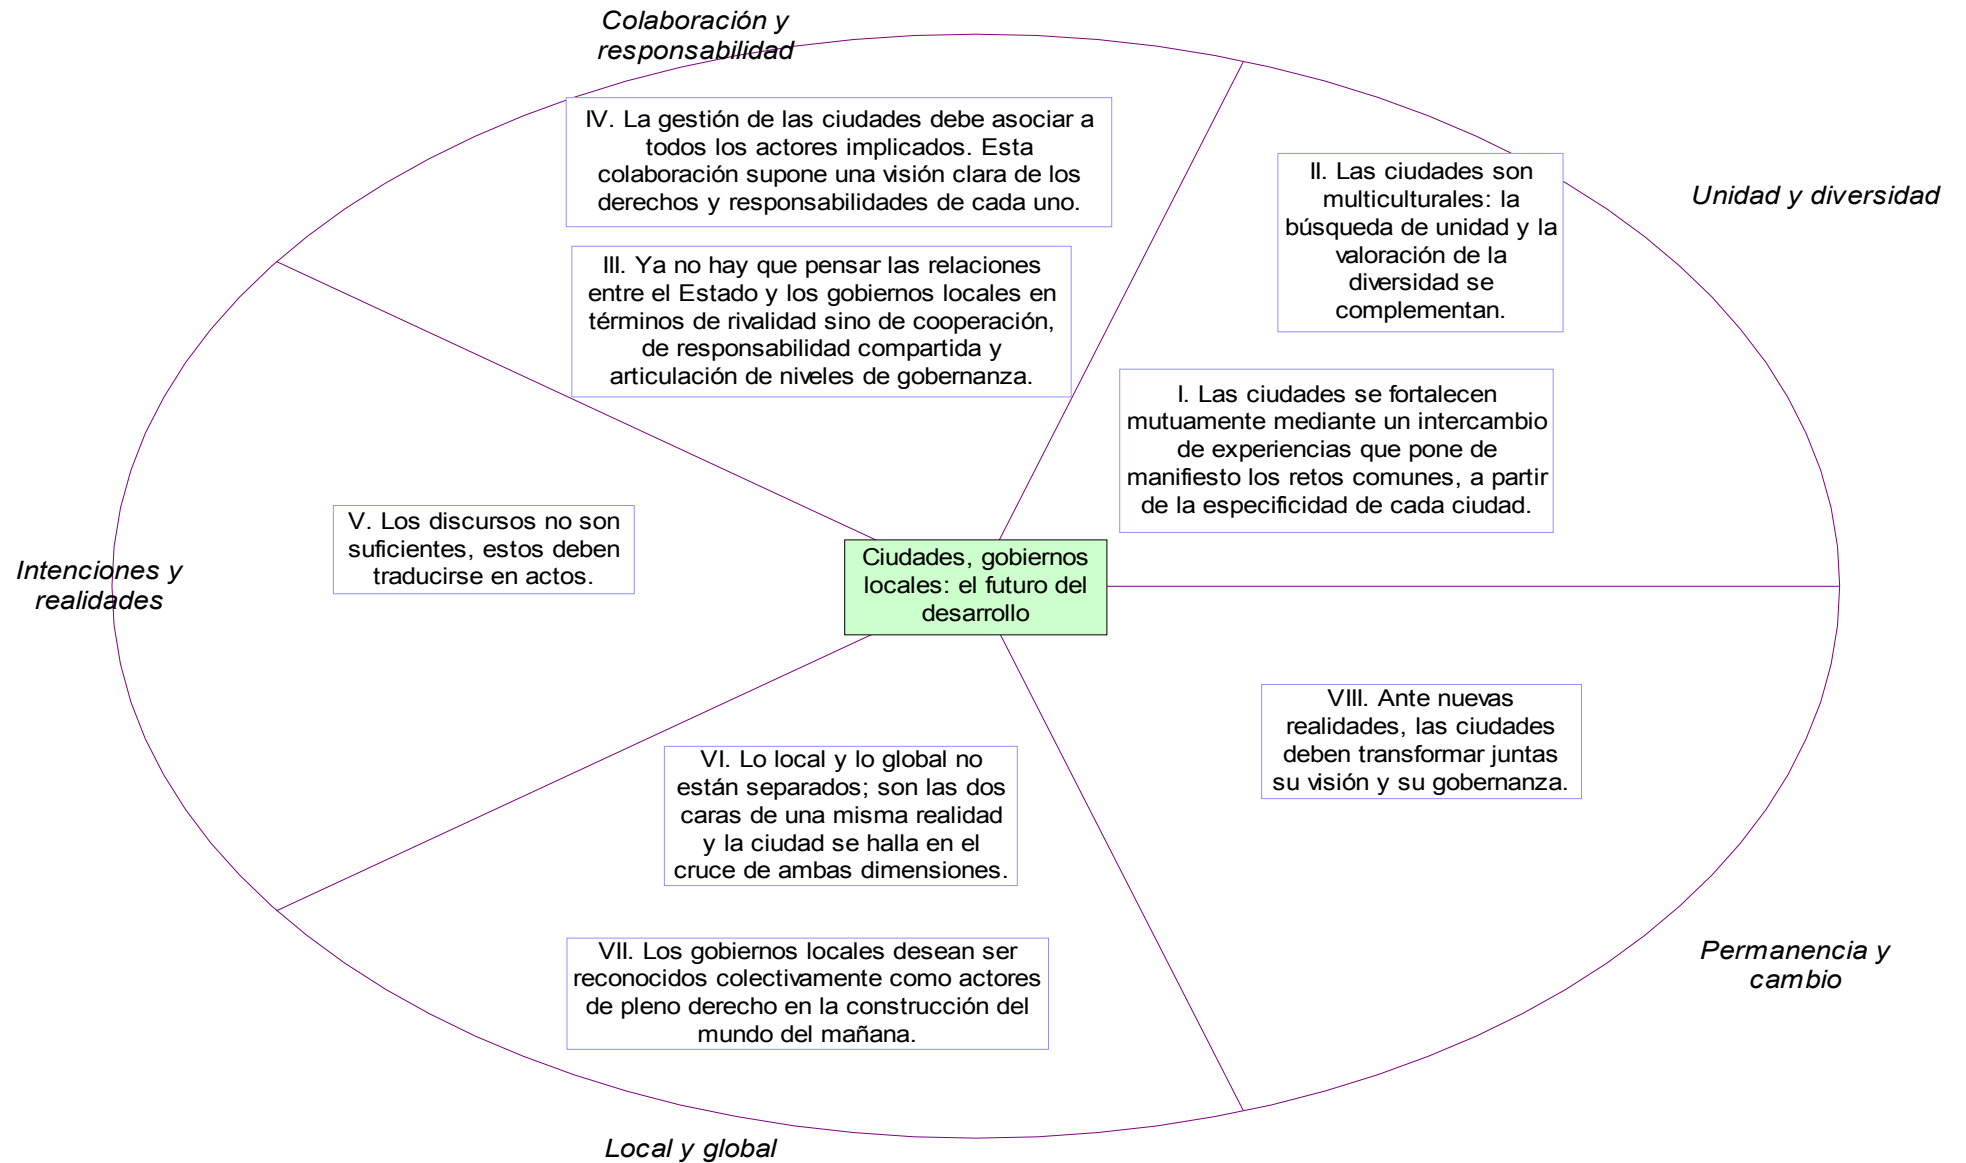 Colaboración y
responsabilidad
IV. La gestión de las ciudades debe asociar a
todos los actores implicados. Esta
colaboración supone una visión clara de los
derechos y responsabilidades de cada uno.
III. Ya no hay que pensar las relaciones
entre el Estado y los gobiernos locales en
términos de rivalidad sino de cooperación,
de responsabilidad compartida y
articulación de niveles de gobernanza.
Unidad y diversidad
II. Las ciudades son
multiculturales: la
búsqueda de unidad y la
valoración de la
diversidad se
complementan.
I. Las ciudades se fortalecen
mutuamente mediante un intercambio
de experiencias que pone de
manifiesto los retos comunes, a partir
de la especificidad de cada ciudad.
Intenciones y
realidades
V. Los discursos no son
suficientes, estos deben
traducirse en actos.
Ciudades, gobiernos
locales: el futuro del
desarrollo
VI. Lo local y lo global no
están separados; son las dos
caras de una misma realidad
y la ciudad se halla en el
cruce de ambas dimensiones.
VII. Los gobiernos locales desean ser
reconocidos colectivamente como actores
de pleno derecho en la construcción del
mundo del mañana.
Local y global
VIII. Ante nuevas
realidades, las ciudades
deben transformar juntas
su visión y su gobernanza.
Permanencia y
cambio